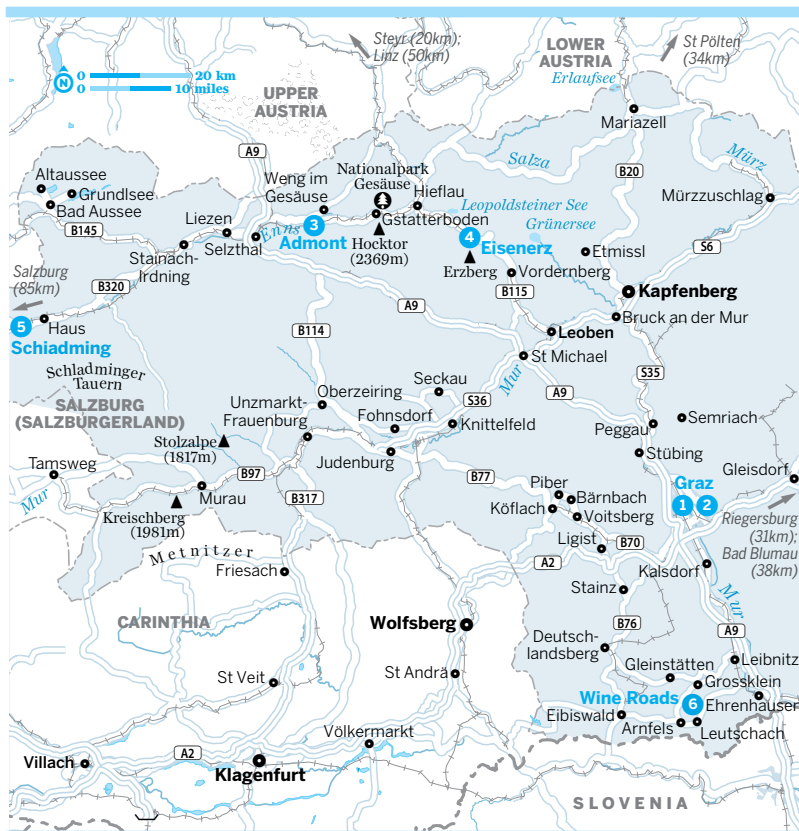 Steyr (20km);
Linz (50km)
LOWER
AUSTRIA
St Pölten
(34km)
Erlaufsee
N
0 20 km
0 10 miles
UPPER
AUSTRIA
Mariazell
A9
Salza
Mürz
B20
Altaussee
Grundlsee
Bad Aussee
Nationalpark
Gesäuse
Weng im
Gesäuse
Hieflau
Leopoldsteiner See
Grünersee
Mürzzuschlag
B145
Liezen
Enns
3
Admont
Gstatterboden
4
Eisenerz
S6
Selzthal
Hocktor
(2369m)
Etmissl
Stainach-
Irdning
Erzberg
Vordernberg
Salzburg
(85km)
B320
B115
Kapfenberg
A9
5
Haus
Schiadming
Bruck an der Mur
B114
Leoben
St Michael
Mur
Schladminger
Tauern
S35
Seckau
A9
Oberzeiring
SALZBURG
(SALZBURGERLAND)
Unzmarkt-
Frauenburg
S36
Semriach
Fohnsdorf
Knittelfeld
Peggau
Stolzalpe
(1817m)
Stübing
Judenburg
Tamsweg
B97
B77
Graz
1 2
Gleisdorf
Mur
Murau
B317
Piber
Bärnbach
Köflach
Voitsberg
Kreischberg
(1981m)
Riegersburg
(31km);
Bad Blumau
(38km)
Ligist
B70
Metnitzer
A2
Friesach
Kalsdorf
Stainz
Mur
CARINTHIA
Wolfsberg
B76
A9
Deutsch-
landsberg
Leibnitz
St Veit
St Andrä
Gleinstätten
Grossklein
Wine Roads
6
Ehrenhausen
Eibiswald
Arnfels
Leutschach
Völkermarkt
A2
Villach
Klagenfurt
SLOVENIA